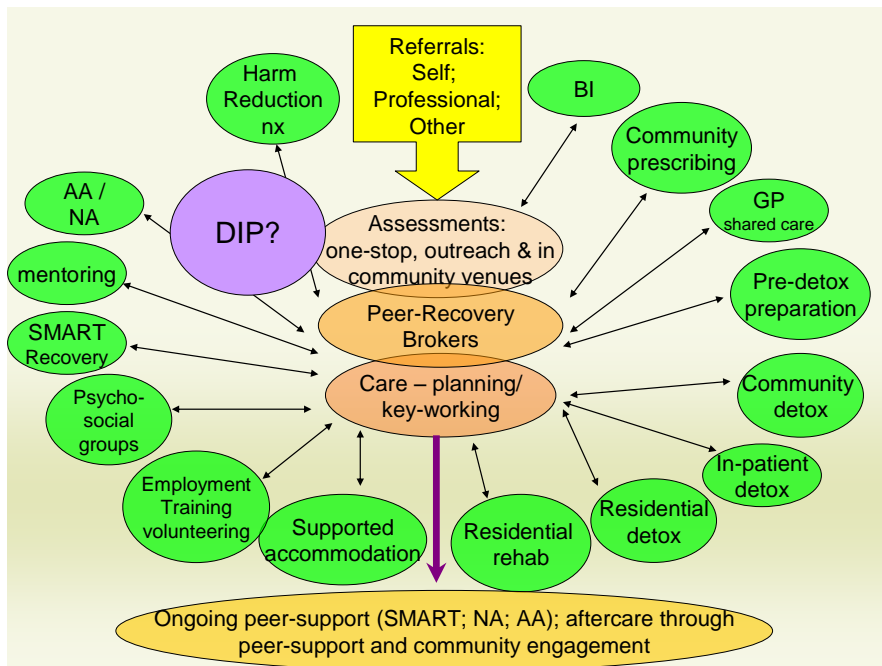 Referrals:
Self;
Professional;
Other
Harm
Reduction
nx
BI
Community
prescribing
AA /
NA
DIP?
Assessments:
one-stop, outreach & in
community venues
GP
shared care
mentoring
Peer-Recovery
Brokers
Pre-detox
preparation
SMART
Recovery
Care – planning/
key-working
Community
detox
Psycho-
social
groups
In-patient
detox
Employment
Training
volunteering
Supported
accommodation
Residential
rehab
Residential
detox
Ongoing peer-support (SMART; NA; AA); aftercare through
peer-support and community engagement